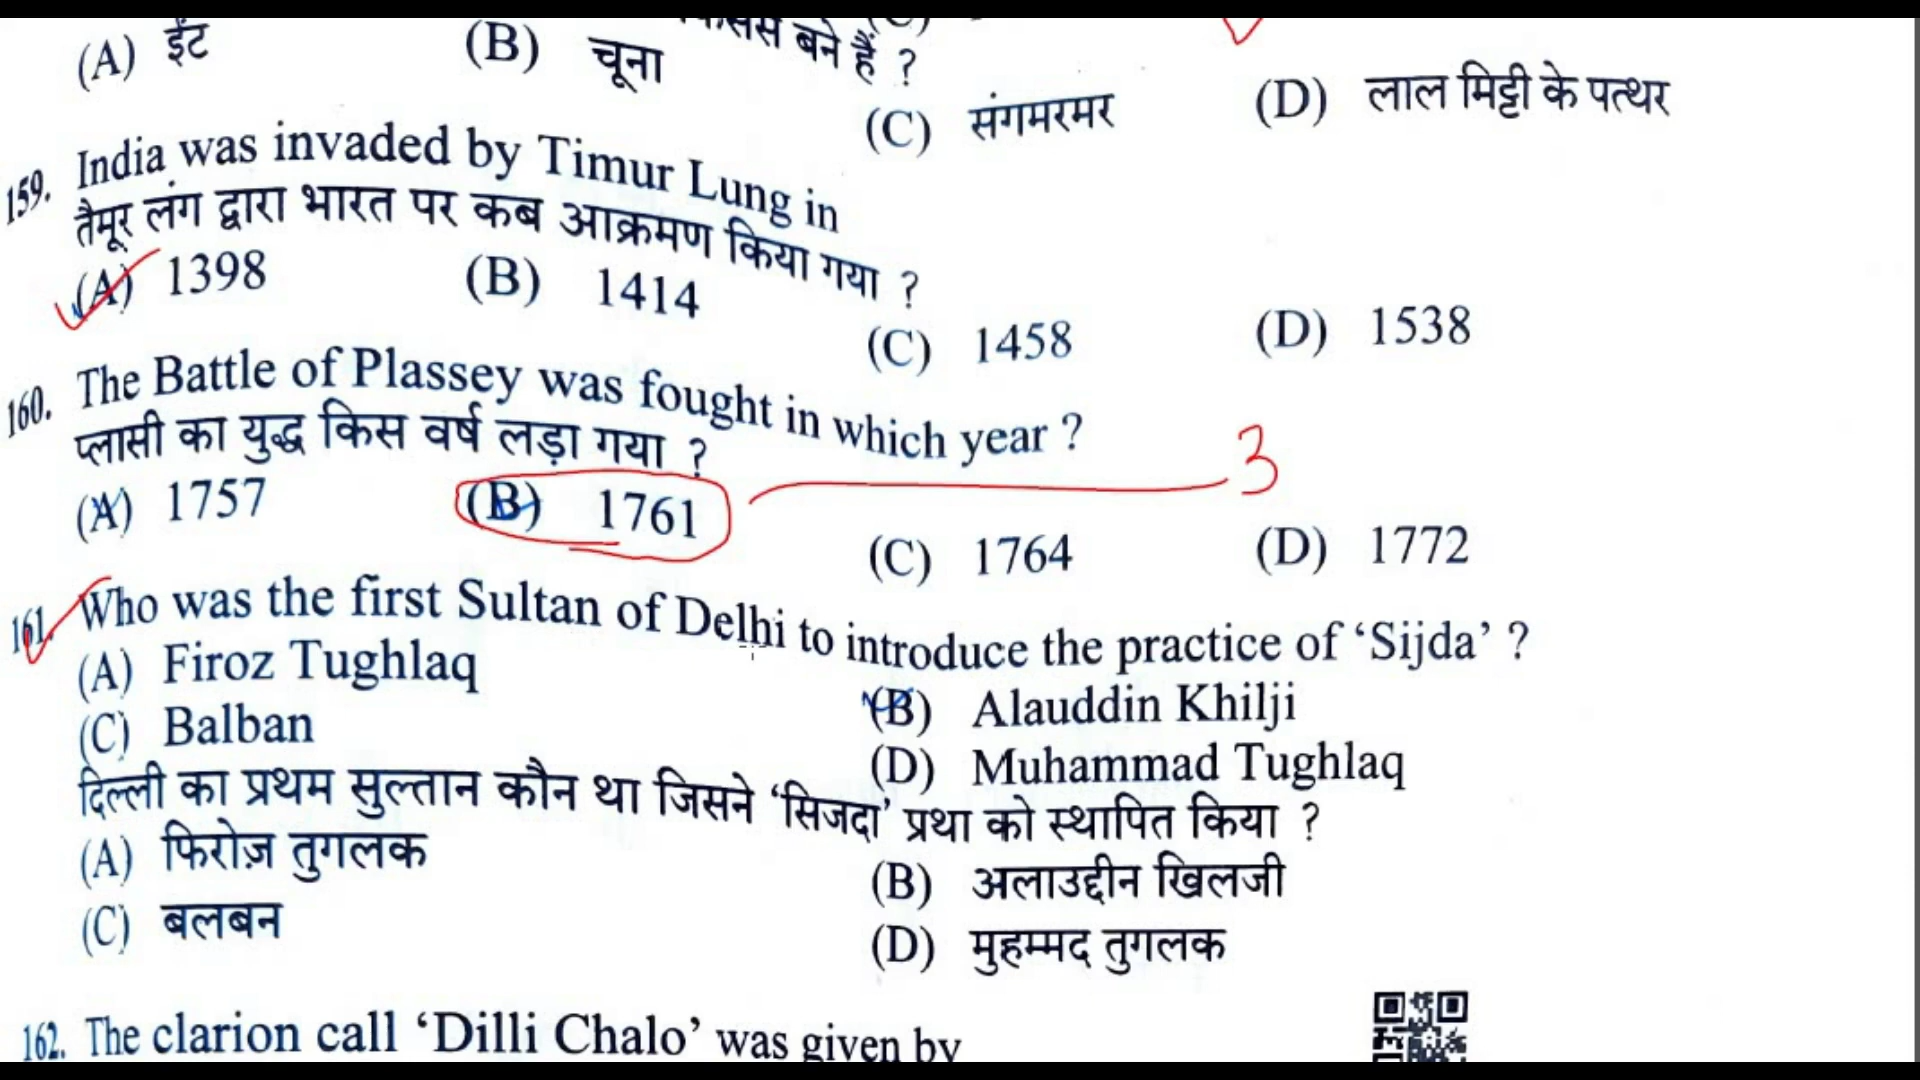 किससे बने हैं ?
(A) ईंट (B) चूना (C) संगमरमर (D) लाल मिट्टी के पत्थर
159. India was invaded by Timur Lung in
तैमूर लंग द्वारा भारत पर कब आक्रमण किया गया ?
(A) 1398 (B) 1414 (C) 1458 (D) 1538
160. The Battle of Plassey was fought in which year ?
प्लासी का युद्ध किस वर्ष लड़ा गया ?
3
(A) 1757 (B) 1761 (C) 1764 (D) 1772
161. Who was the first Sultan of Delhi to introduce the practice of ‘Sijda’ ?
(A) Firoz Tughlaq (B) Alauddin Khilji
(C) Balban (D) Muhammad Tughlaq
दिल्ली का प्रथम सुल्तान कौन था जिसने ‘सिजदा’ प्रथा को स्थापित किया ?
(A) फिरोज़ तुगलक (B) अलाउद्दीन खिलजी
(C) बलबन (D) मुहम्मद तुगलक
162. The clarion call ‘Dilli Chalo’ was given by